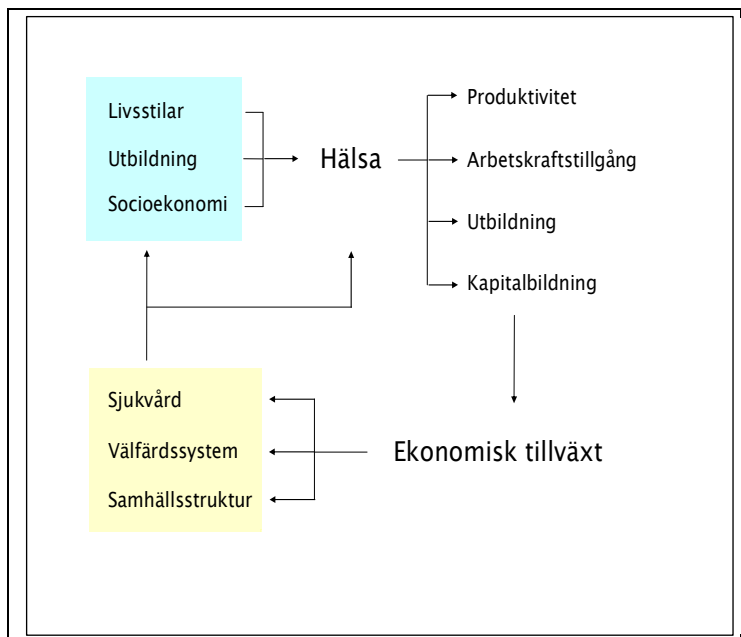 Livsstilar
Utbildning
Socioekonomi
Hälsa
Produktivitet
Arbetskraftstillgång
Utbildning
Kapitalbildning
Sjukvård
Välfärdssystem
Samhällsstruktur
Ekonomisk tillväxt